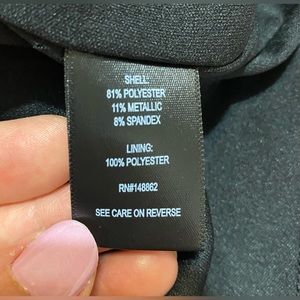 SHELL:
81% POLYESTER
11% METALLIC
8% SPANDEX
LINING:
100% POLYESTER
RN#148862
SEE CARE ON REVERSE